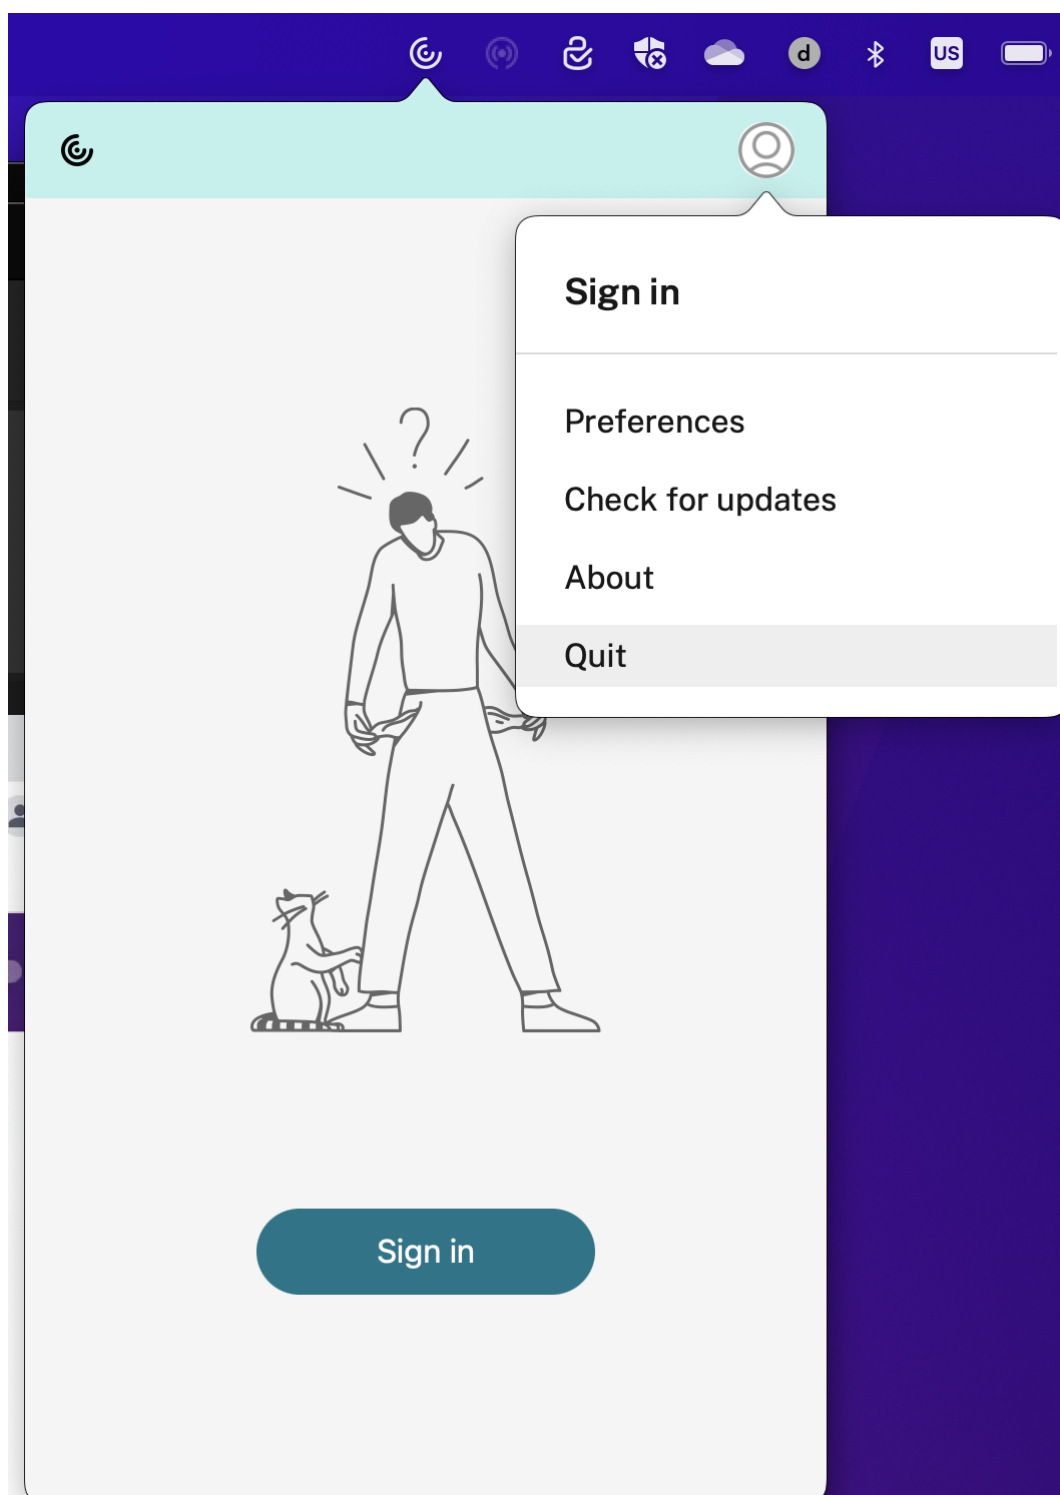 d
US
Sign in
Preferences
Check for updates
About
Quit
?
Sign in